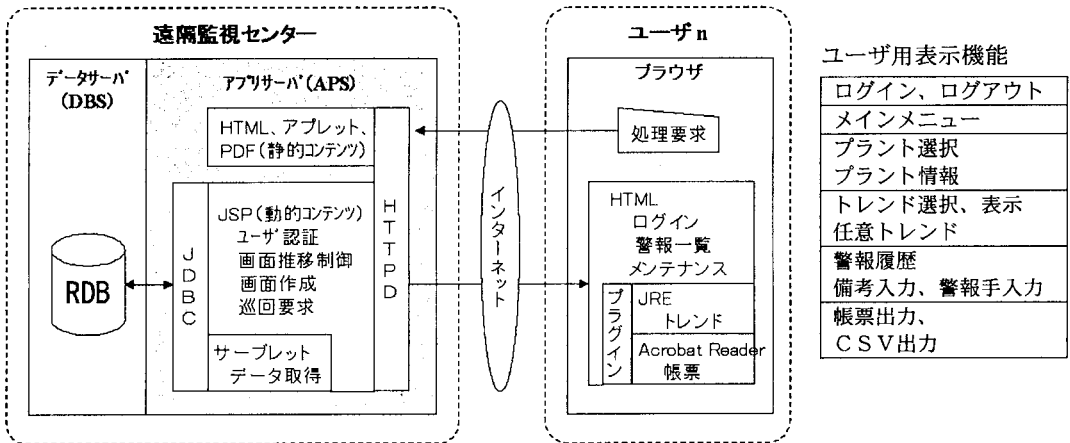 遠隔監視センター
データサーバ
(DBS)
RDB
アプリサーバ(APS)
HTML、アプレット、
PDF(静的コンテンツ)
JDBC
JSP(動的コンテンツ)
ユーザ認証
画面推移制御
画面作成
巡回要求
サーブレット
データ取得
HTTPD
インターネット
ユーザn
ブラウザ
処理要求
HTML
ログイン
警報一覧
メンテナンス
プラグイン
JRE
トレンド
Acrobat Reader
帳票
ユーザ用表示機能
ログイン、ログアウト
メインメニュー
プラント選択
プラント情報
トレンド選択、表示
任意トレンド
警報履歴
備考入力、警報手入力
帳票出力、
CSV出力